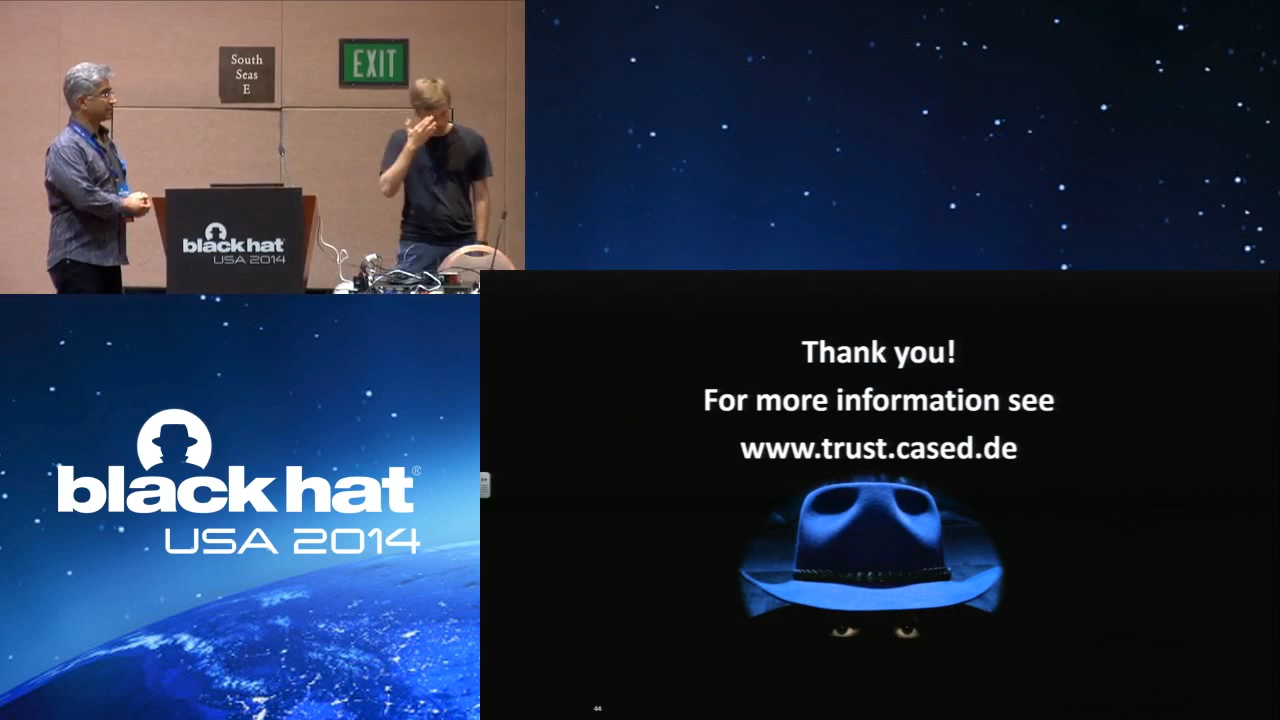 South
Seas
E
EXIT
black hat
USA 2014
black hat®
USA 2014
Thank you!
For more information see
www.trust.cased.de
44